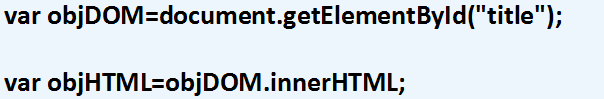 var objDOM=document.getElementById("title");
var objHTML=objDOM.innerHTML;